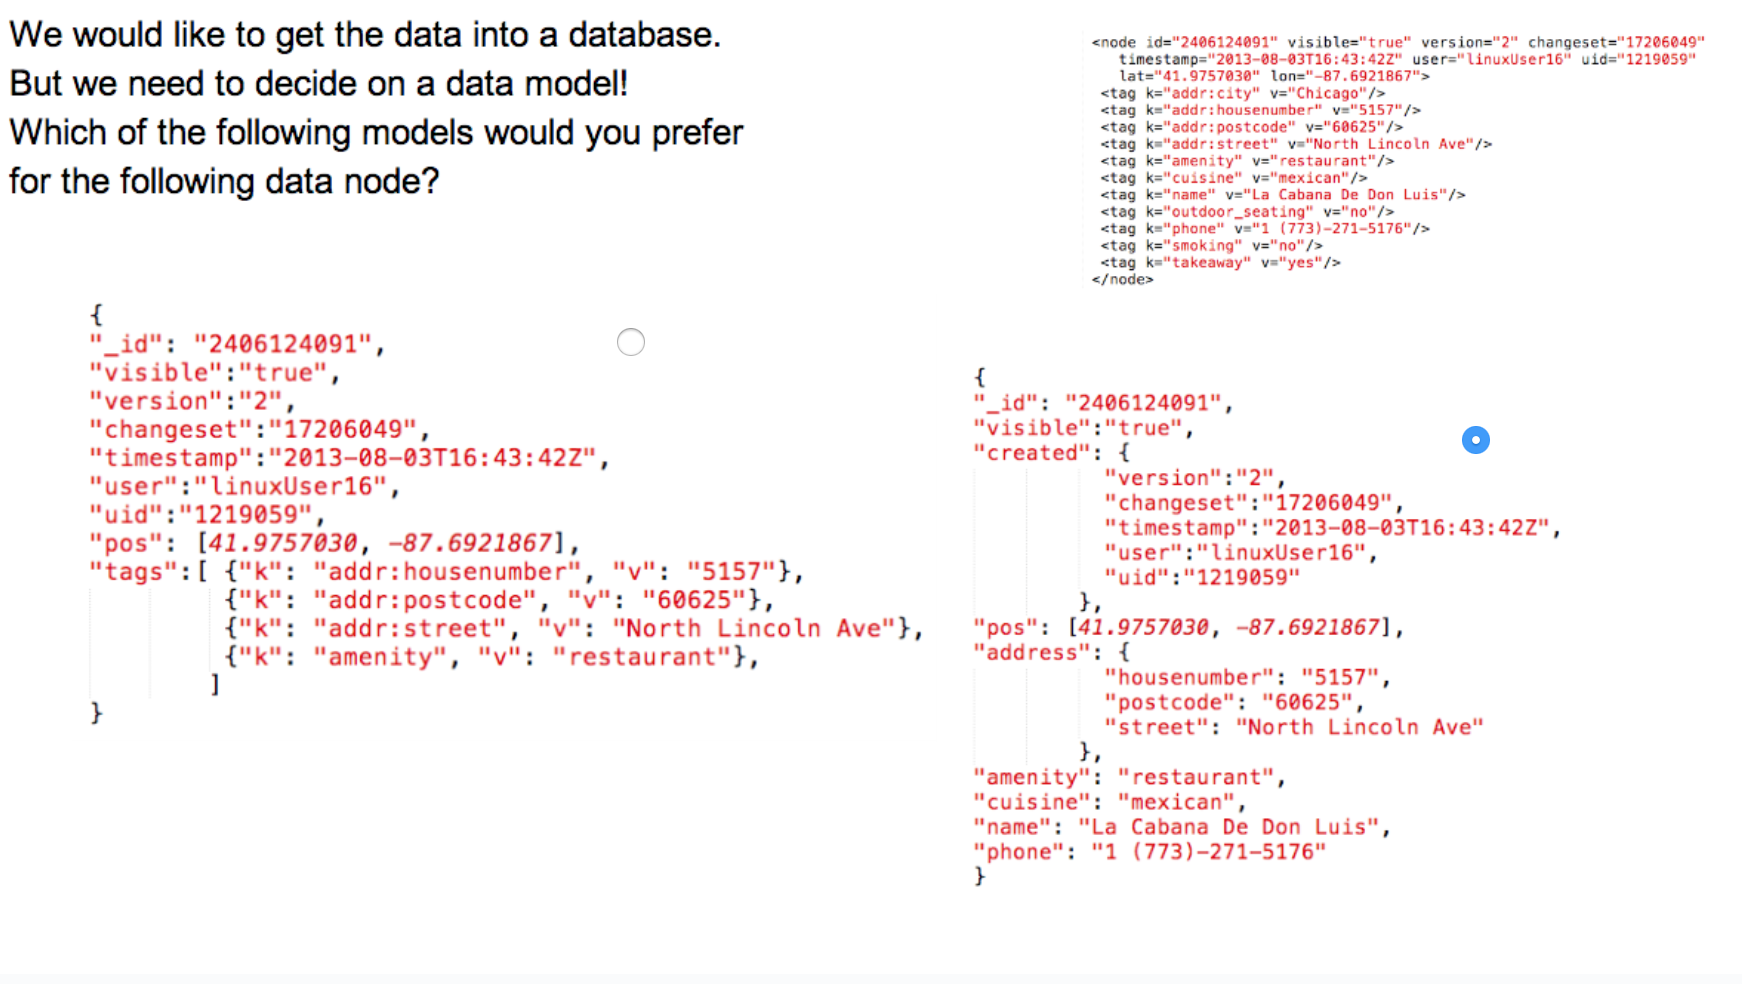 We would like to get the data into a database.
But we need to decide on a data model!
Which of the following models would you prefer
for the following data node?
<node id="2406124091" visible="true" version="2" changeset="17206049"
timestamp="2013-08-03T16:43:42Z" user="linuxUser16" uid="1219059"
lat="41.9757030" lon="-87.6921867">
<tag k="addr:city" v="Chicago"/>
<tag k="addr:housenumber" v="5157"/>
<tag k="addr:postcode" v="60625"/>
<tag k="addr:street" v="North Lincoln Ave"/>
<tag k="amenity" v="restaurant"/>
<tag k="cuisine" v="mexican"/>
<tag k="name" v="La Cabana De Don Luis"/>
<tag k="outdoor_seating" v="no"/>
<tag k="phone" v="1 (773)-271-5176"/>
<tag k="smoking" v="no"/>
<tag k="takeaway" v="yes"/>
</node>
{
"_id": "2406124091",
"visible":"true",
"version":"2",
"changeset":"17206049",
"timestamp":"2013-08-03T16:43:42Z",
"user":"linuxUser16",
"uid":"1219059",
"pos": [41.9757030, -87.6921867],
"tags":[ {"k": "addr:housenumber", "v": "5157"},
{"k": "addr:postcode", "v": "60625"},
{"k": "addr:street", "v": "North Lincoln Ave"},
{"k": "amenity", "v": "restaurant"},
]
}
{
"_id": "2406124091",
"visible":"true",
"created": {
"version":"2",
"changeset":"17206049",
"timestamp":"2013-08-03T16:43:42Z",
"user":"linuxUser16",
"uid":"1219059"
},
"pos": [41.9757030, -87.6921867],
"address": {
"housenumber": "5157",
"postcode": "60625",
"street": "North Lincoln Ave"
},
"amenity": "restaurant",
"cuisine": "mexican",
"name": "La Cabana De Don Luis",
"phone": "1 (773)-271-5176"
}